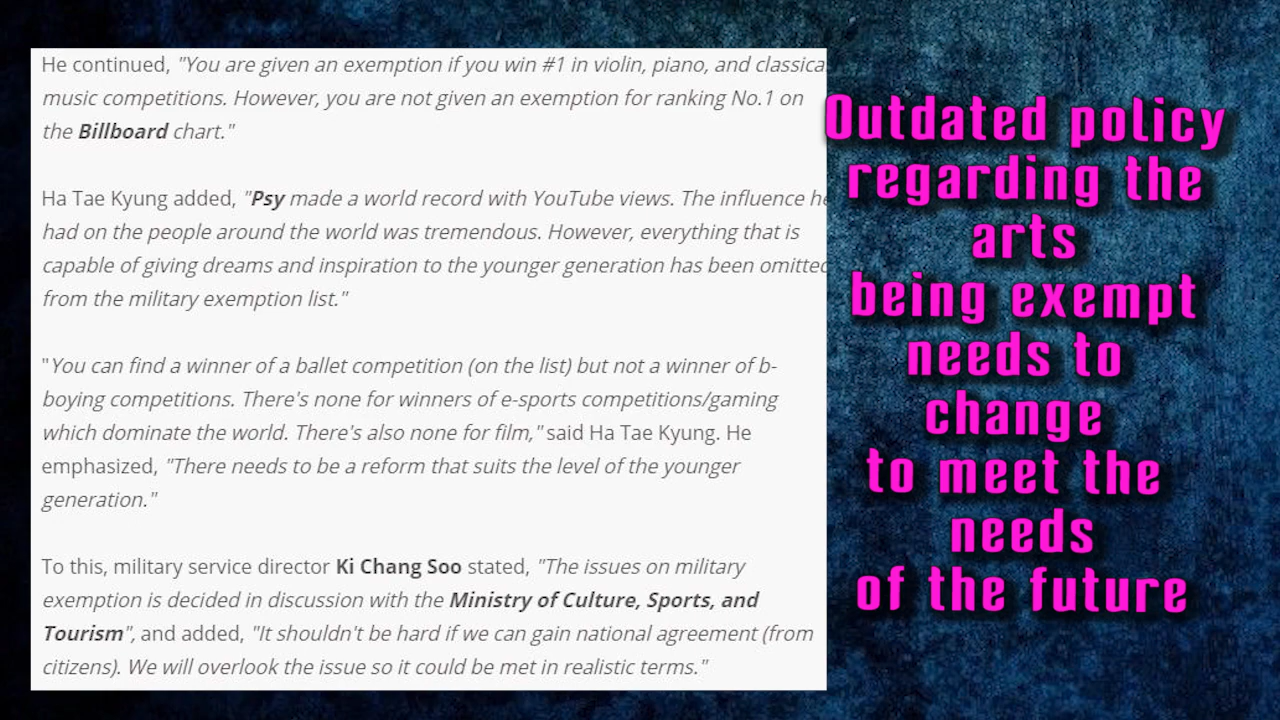 He continued, "You are given an exemption if you win #1 in violin, piano, and classical
music competitions. However, you are not given an exemption for ranking No.1 on
the Billboard chart."
Ha Tae Kyung added, "Psy made a world record with YouTube views. The influence he
had on the people around the world was tremendous. However, everything that is
capable of giving dreams and inspiration to the younger generation has been omitted
from the military exemption list."
"You can find a winner of a ballet competition (on the list) but not a winner of b-
boying competitions. There's none for winners of e-sports competitions/gaming
which dominate the world. There's also none for film," said Ha Tae Kyung. He
emphasized, "There needs to be a reform that suits the level of the younger
generation."
To this, military service director Ki Chang Soo stated, "The issues on military
exemption is decided in discussion with the Ministry of Culture, Sports, and
Tourism", and added, "It shouldn't be hard if we can gain national agreement (from
citizens). We will overlook the issue so it could be met in realistic terms."
Outdated policy
regarding the
arts
being exempt
needs to
change
to meet the
needs
of the future